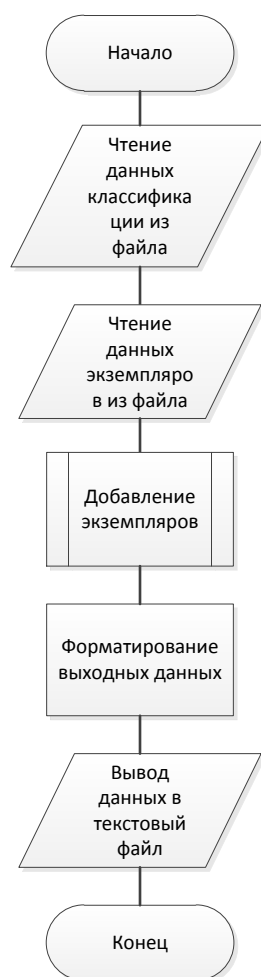 Начало
Чтение
данных
классифика
ции из
файла
Чтение
данных
экземпляро
в из файла
Добавление
экземпляров
Форматирование
выходных данных
Вывод
данных в
текстовый
файл
Конец